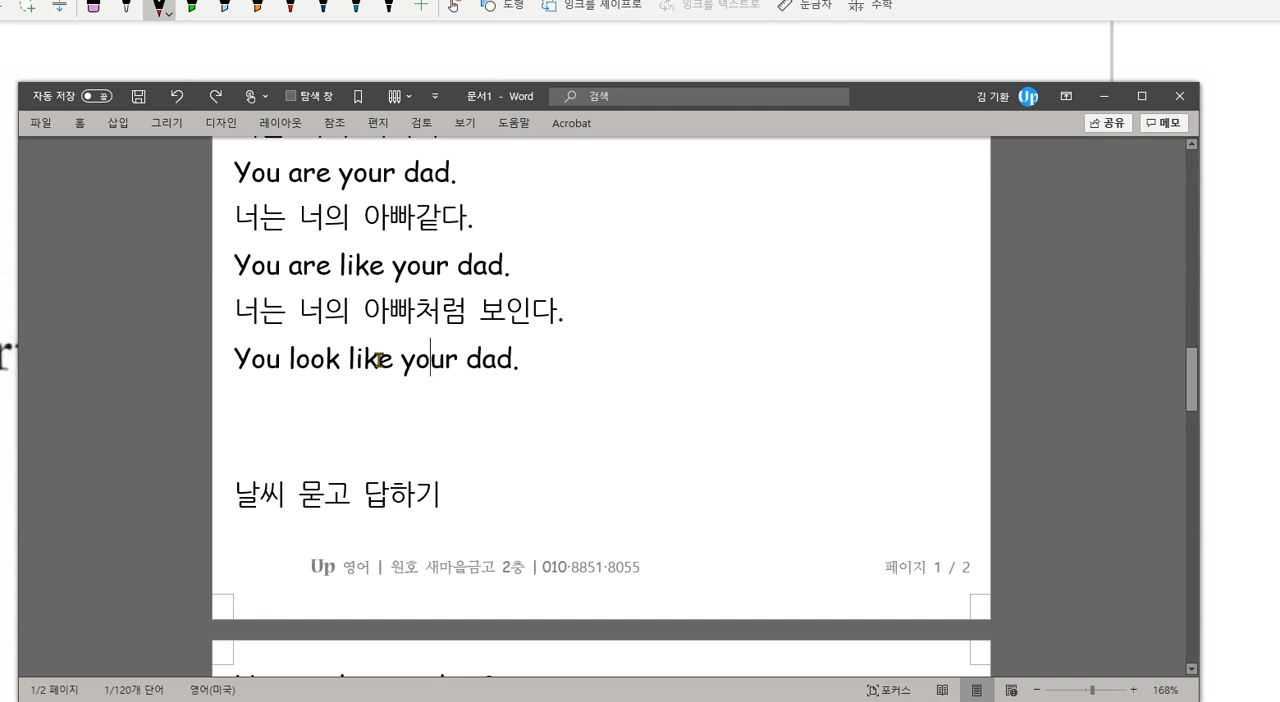 도형
잉크를 셰이프로
잉크를 텍스트로
눈금자
수학
자동 저장
끔
탐색 창
문서1 - Word
검색
김 기환
Up
파일
홈
삽입
그리기
디자인
레이아웃
참조
편지
검토
보기
도움말
Acrobat
공유
메모
You are your dad.
너는 너의 아빠같다.
You are like your dad.
너는 너의 아빠처럼 보인다.
You look like your dad.
날씨 묻고 답하기
Up 영어 | 원호 새마을금고 2층 | 010·8851·8055
페이지 1 / 2
1/2 페이지
1/120개 단어
영어(미국)
포커스
168%